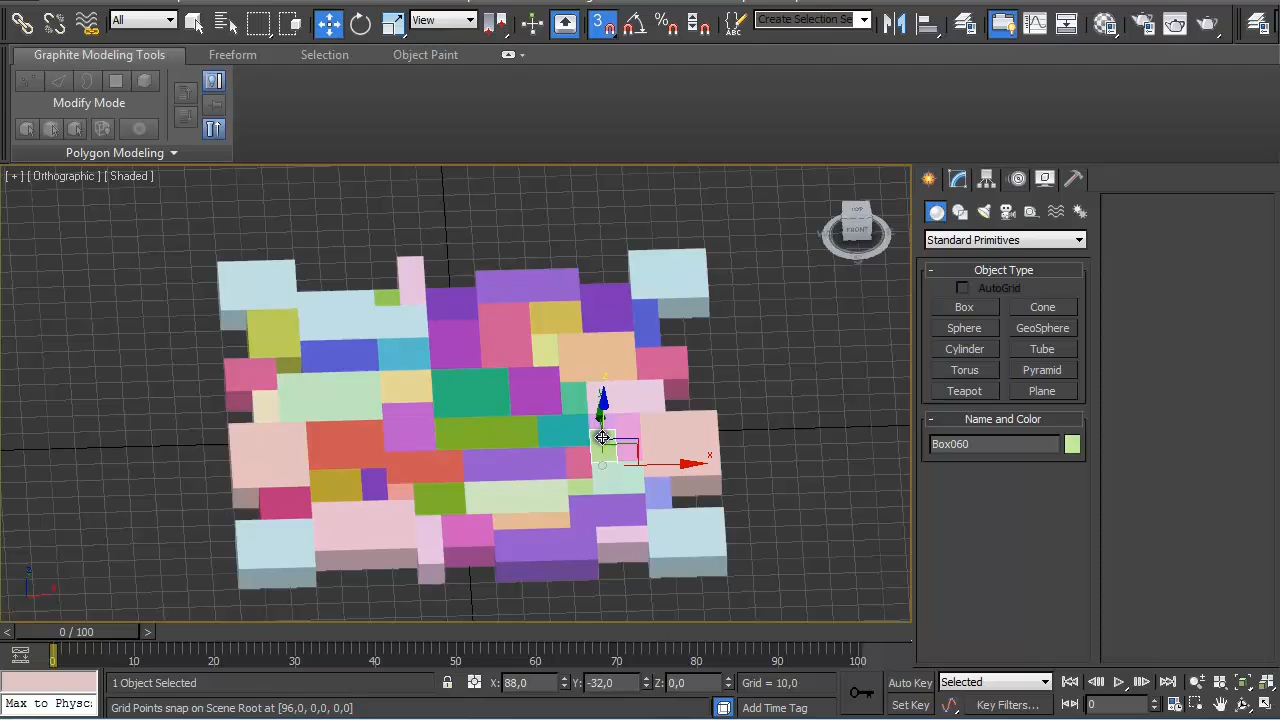 All
View
3
%
ABC
Create Selection Se
Graphite Modeling Tools
Freeform
Selection
Object Paint
Modify Mode
Polygon Modeling
[ + ] [ Orthographic ] [ Shaded ]
TOP
FRONT
Standard Primitives
- Object Type
AutoGrid
Box
Cone
Sphere
GeoSphere
Cylinder
Tube
Torus
Pyramid
Teapot
Plane
- Name and Color
Box060
z
x
< 0 / 100 >
0 10 20 30 40 50 60 70 80 90 100
1 Object Selected
X: 88,0
Y: -32,0
Z: 0,0
Grid = 10,0
Auto Key
Selected
Max to Physc
Grid Points snap on Scene Root at [96,0, 0,0, 0,0]
Add Time Tag
Set Key
Key Filters...
0